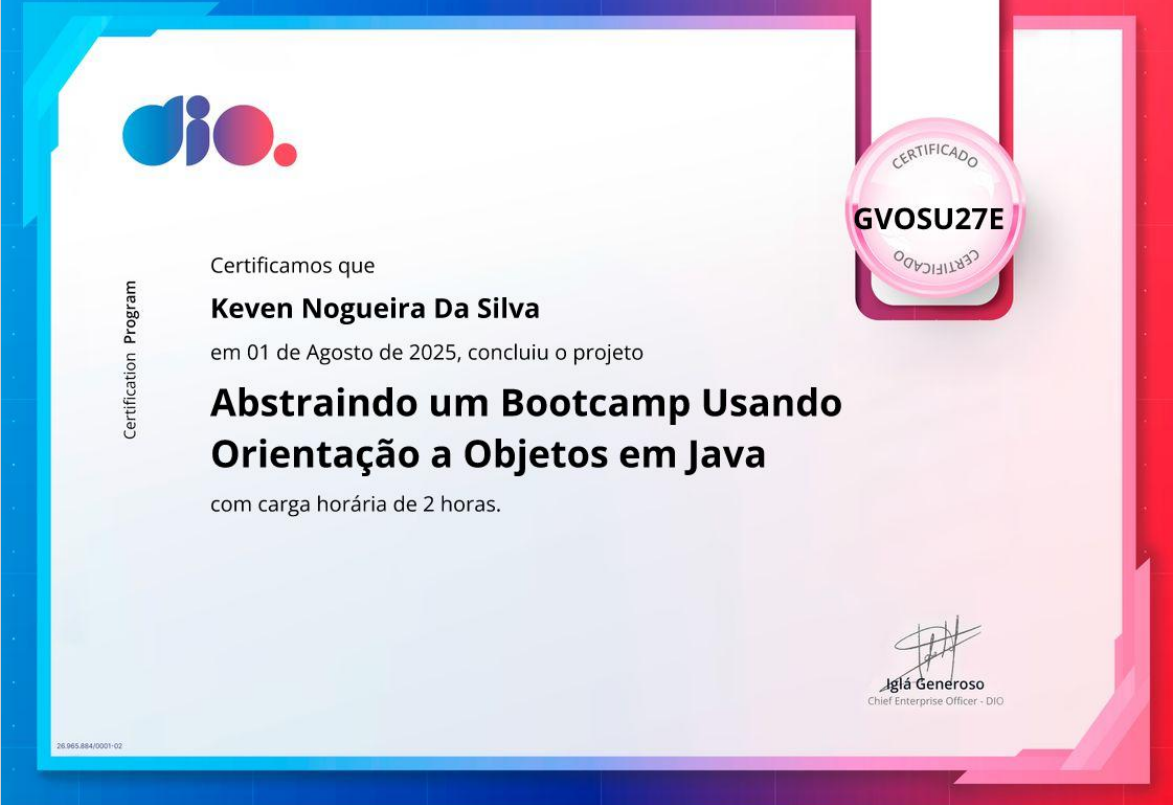 dio.
CERTIFICADO
GVOSU27E
CERTIFICADO
Certification Program
Certificamos que
Keven Nogueira Da Silva
em 01 de Agosto de 2025, concluiu o projeto
Abstraindo um Bootcamp Usando
Orientação a Objetos em Java
com carga horária de 2 horas.
Iglá Generoso
Chief Enterprise Officer - DIO
26.965.884/0001-02